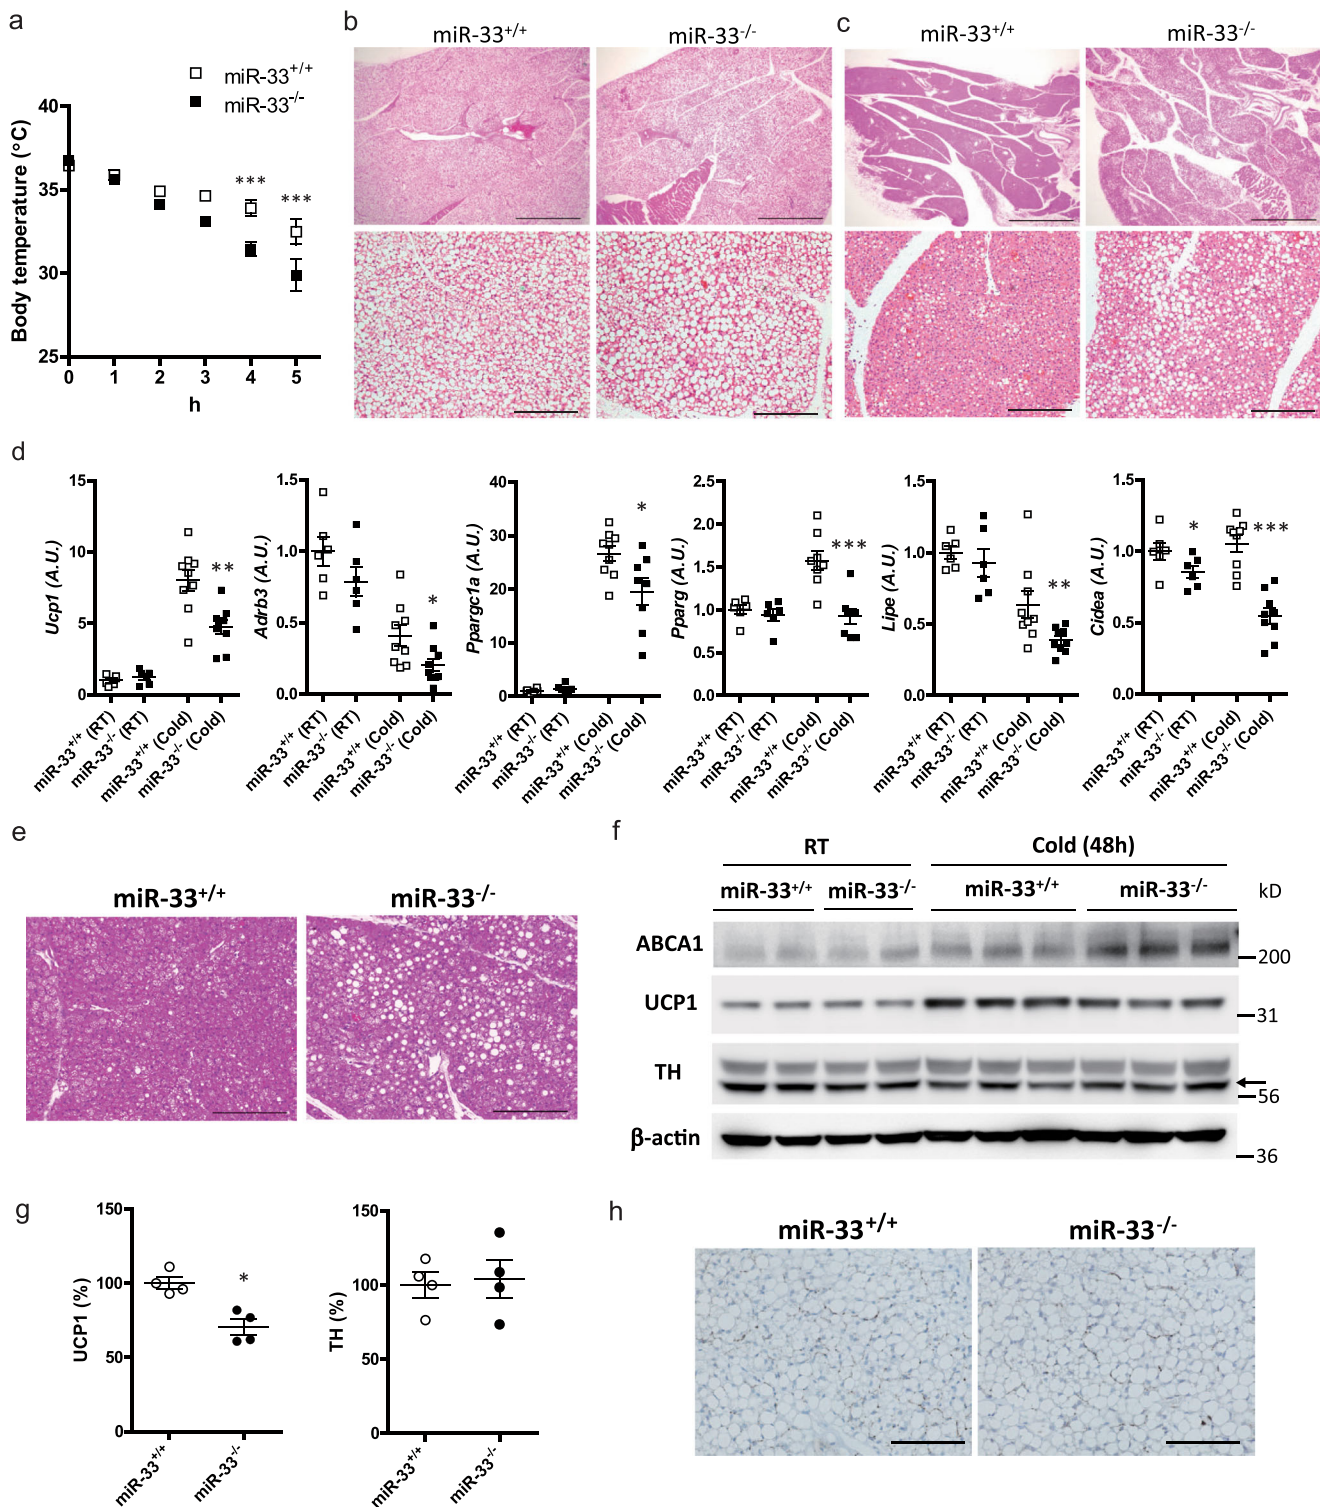 a
miR-33+/+
miR-33-/-
Body temperature (°C)
40
35
30
25
***
***
0 1 2 3 4 5
h
b
miR-33+/+ miR-33-/-
c
miR-33+/+ miR-33-/-
d
Ucp1 (A.U.)
15
10
5
0
**
miR-33+/+ (RT)
miR-33-/- (RT)
miR-33+/+ (Cold)
miR-33-/- (Cold)
Adrb3 (A.U.)
1.5
1.0
0.5
0.0
*
miR-33+/+ (RT)
miR-33-/- (RT)
miR-33+/+ (Cold)
miR-33-/- (Cold)
Ppargc1a (A.U.)
40
30
20
10
0
*
miR-33+/+ (RT)
miR-33-/- (RT)
miR-33+/+ (Cold)
miR-33-/- (Cold)
Pparg (A.U.)
2.5
2.0
1.5
1.0
0.5
0.0
***
miR-33+/+ (RT)
miR-33-/- (RT)
miR-33+/+ (Cold)
miR-33-/- (Cold)
Lipe (A.U.)
1.5
1.0
0.5
0.0
**
miR-33+/+ (RT)
miR-33-/- (RT)
miR-33+/+ (Cold)
miR-33-/- (Cold)
Cidea (A.U.)
1.5
1.0
0.5
0.0
*
***
miR-33+/+ (RT)
miR-33-/- (RT)
miR-33+/+ (Cold)
miR-33-/- (Cold)
e
miR-33+/+ miR-33-/-
f
RT Cold (48h)
miR-33+/+ miR-33-/- miR-33+/+ miR-33-/- kD
ABCA1 200
UCP1 31
TH 56
β-actin 36
g
UCP1 (%)
150
100
50
0
*
miR-33+/+
miR-33-/-
TH (%)
150
100
50
0
miR-33+/+
miR-33-/-
h
miR-33+/+ miR-33-/-